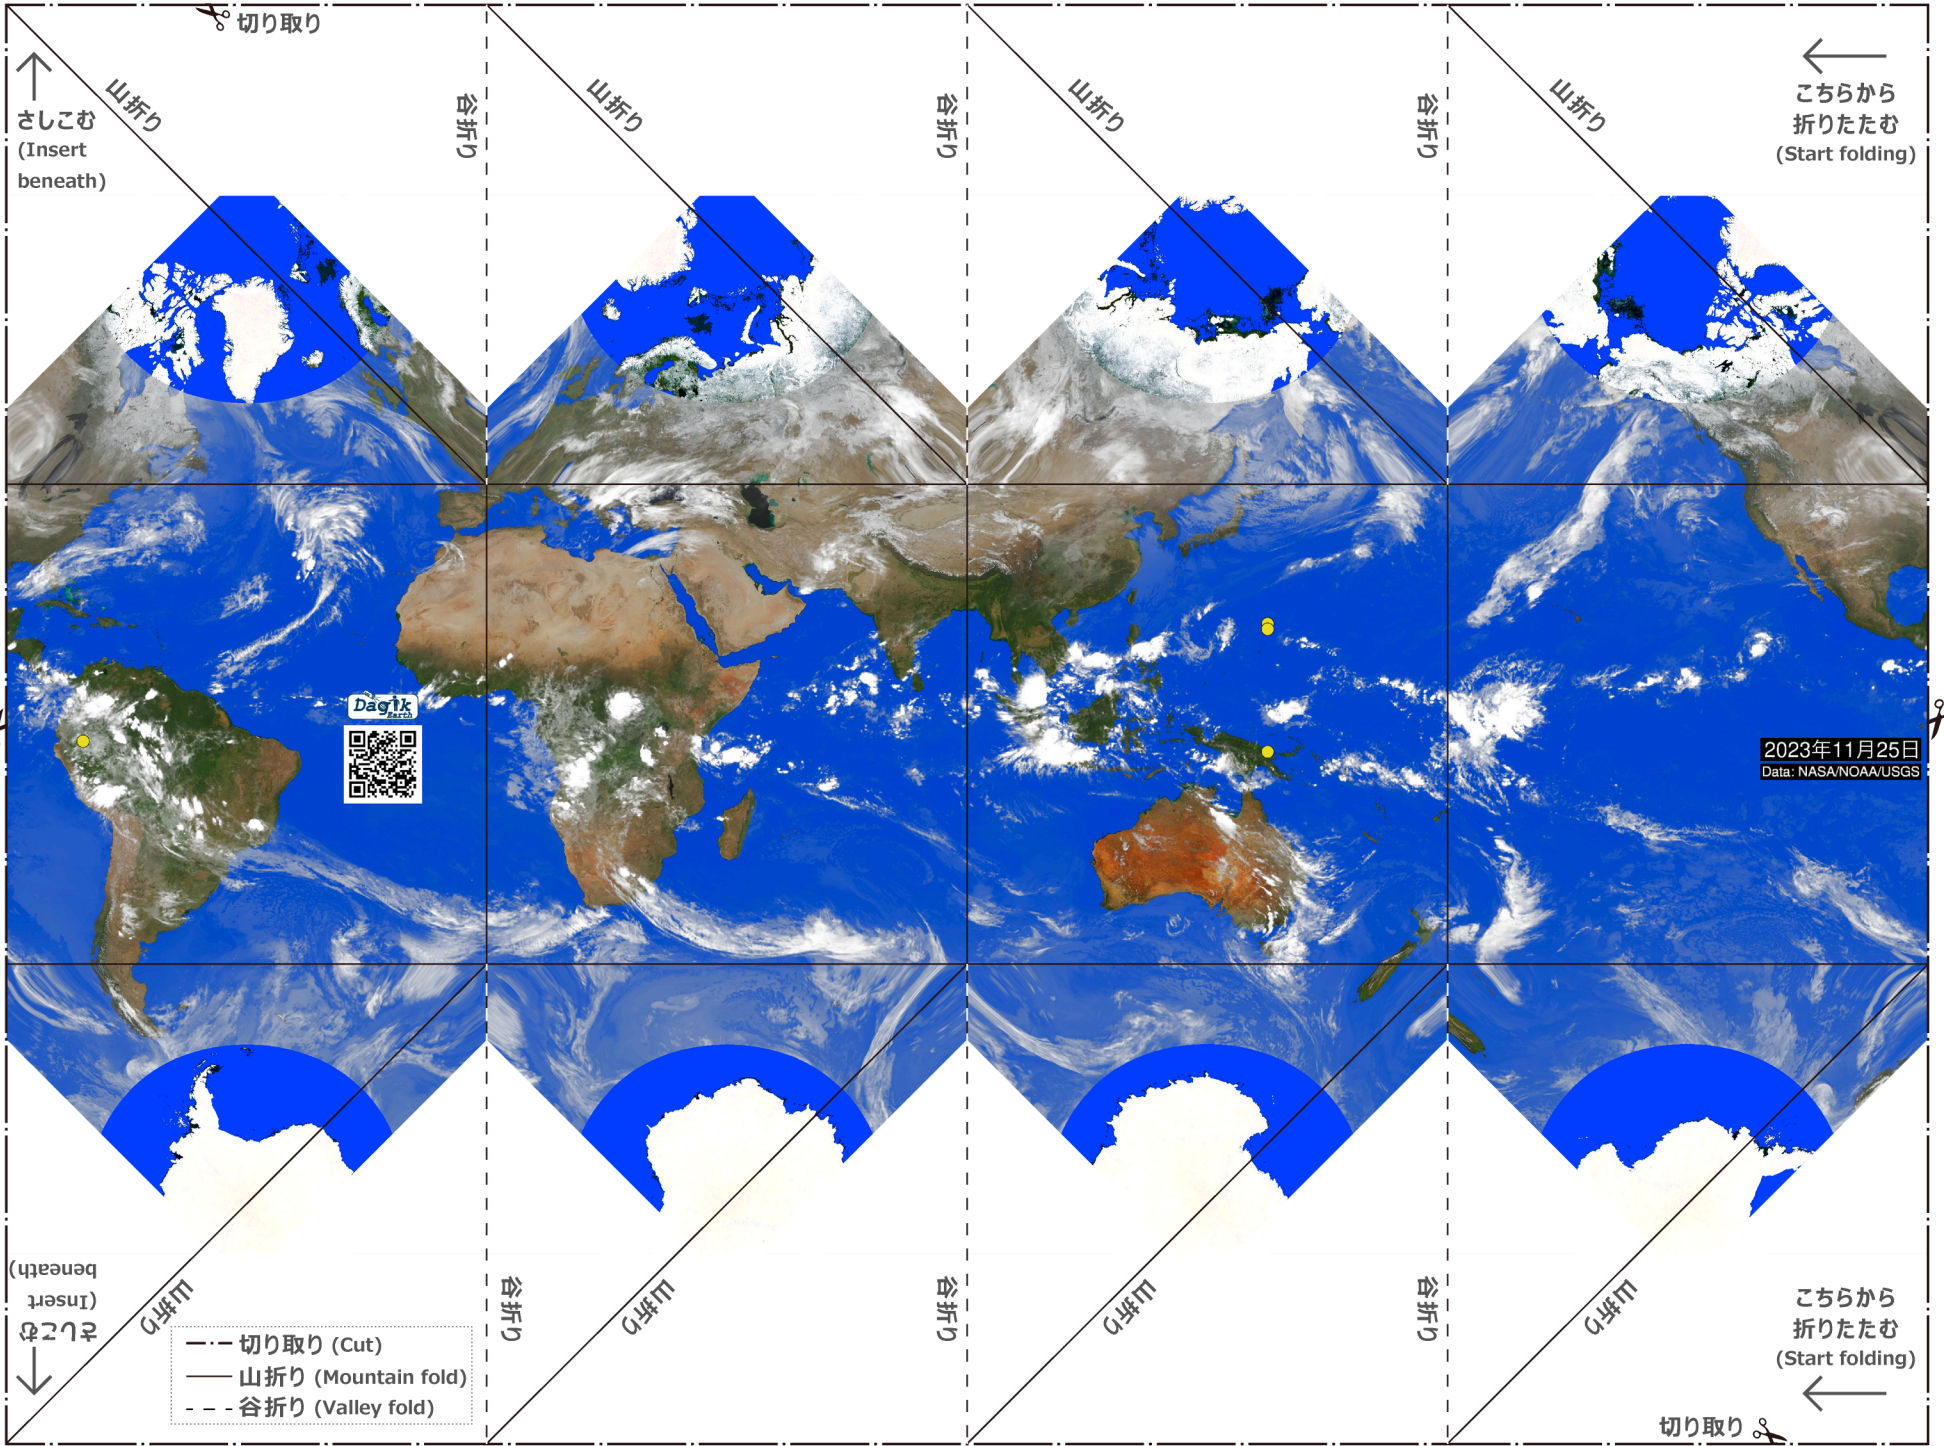 切り取り
山折り
谷折り
山折り
谷折り
山折り
谷折り
山折り
さしこむ
(Insert
beneath)
こちらから
折りたたむ
(Start folding)
Dagik
Earth
2023年11月25日
Data: NASA/NOAA/USGS
さしこむ
(Insert
beneath)
山折り
谷折り
山折り
谷折り
山折り
谷折り
山折り
こちらから
折りたたむ
(Start folding)
切り取り (Cut)
山折り (Mountain fold)
谷折り (Valley fold)
切り取り